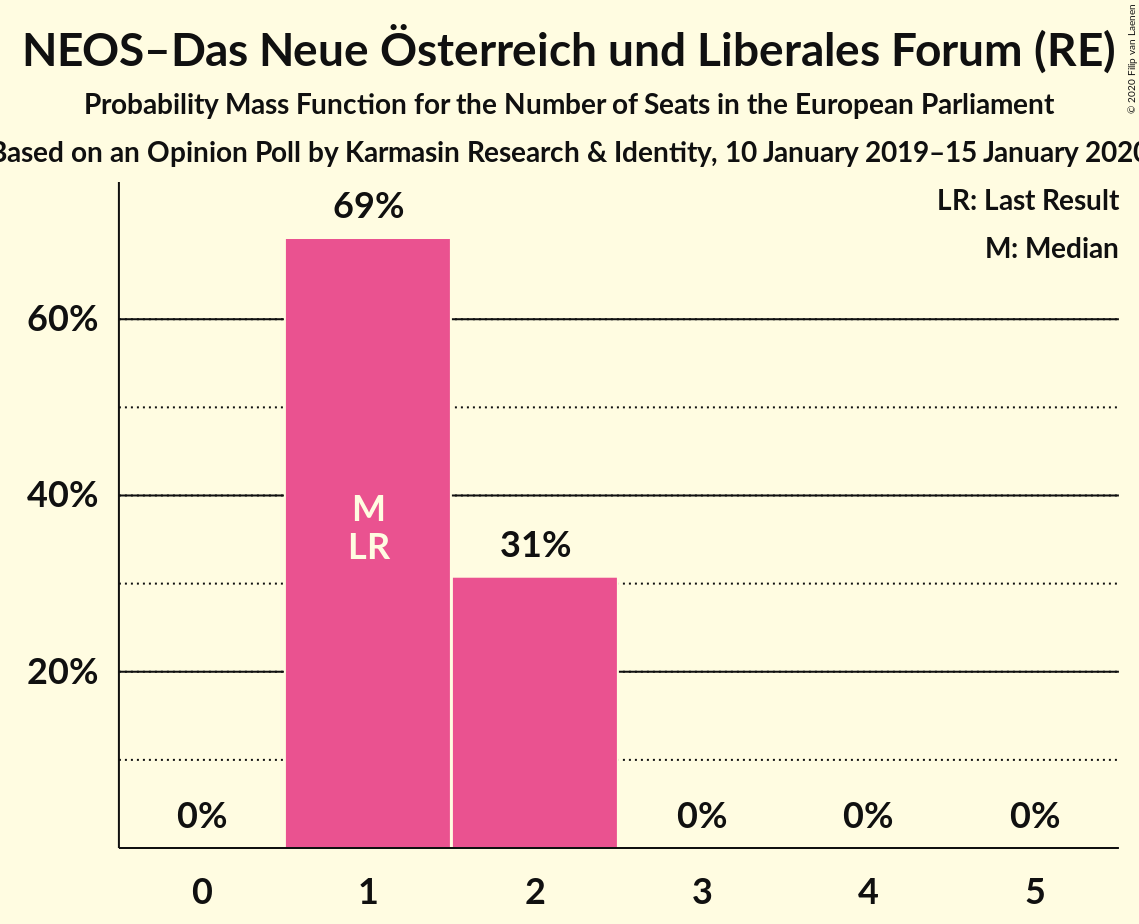 NEOS–Das Neue Österreich und Liberales Forum (RE)
Probability Mass Function for the Number of Seats in the European Parliament
Based on an Opinion Poll by Karmasin Research & Identity, 10 January 2019–15 January 2020
© 2020 Filip van Laenen
LR: Last Result
M: Median
69%
60%
40%
M
LR
31%
20%
0%
0%
0%
0%
0
1
2
3
4
5